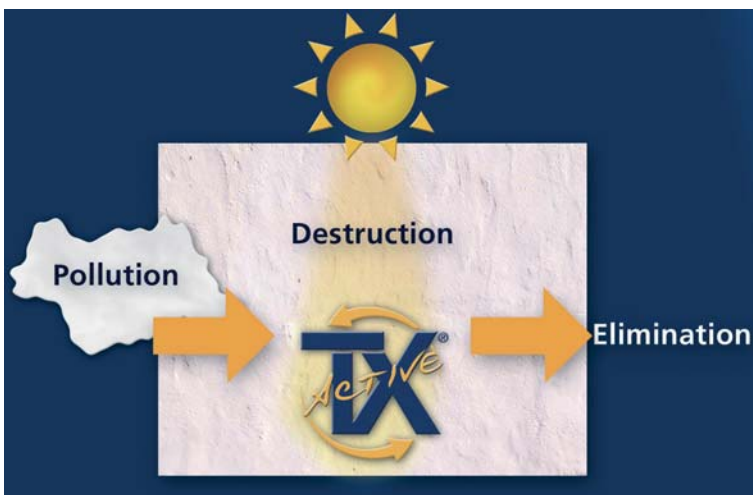 Destruction
Pollution
Elimination
TX®
ACTIVE